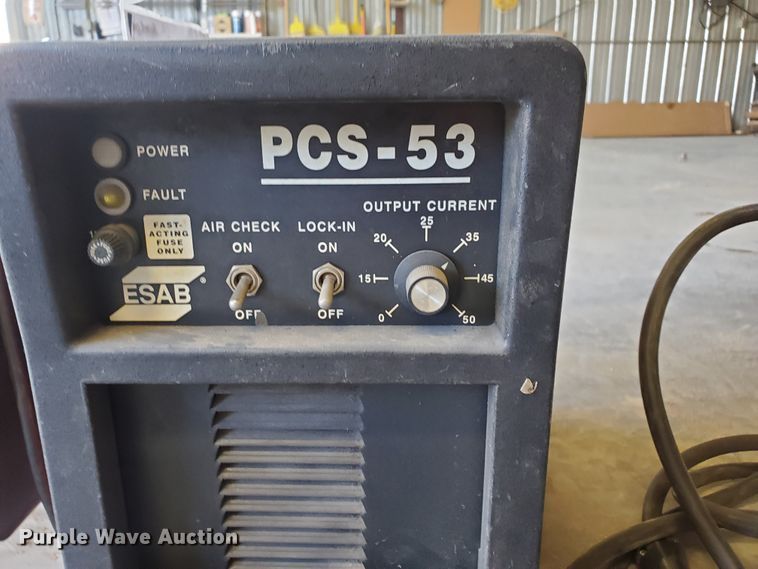 PCS-53
POWER
FAULT
FAST-
ACTING
FUSE
ONLY
AIR CHECK
ON
OFF
LOCK-IN
ON
OFF
OUTPUT CURRENT
0 15 20 25 35 45 50
ESAB®
Purple Wave Auction